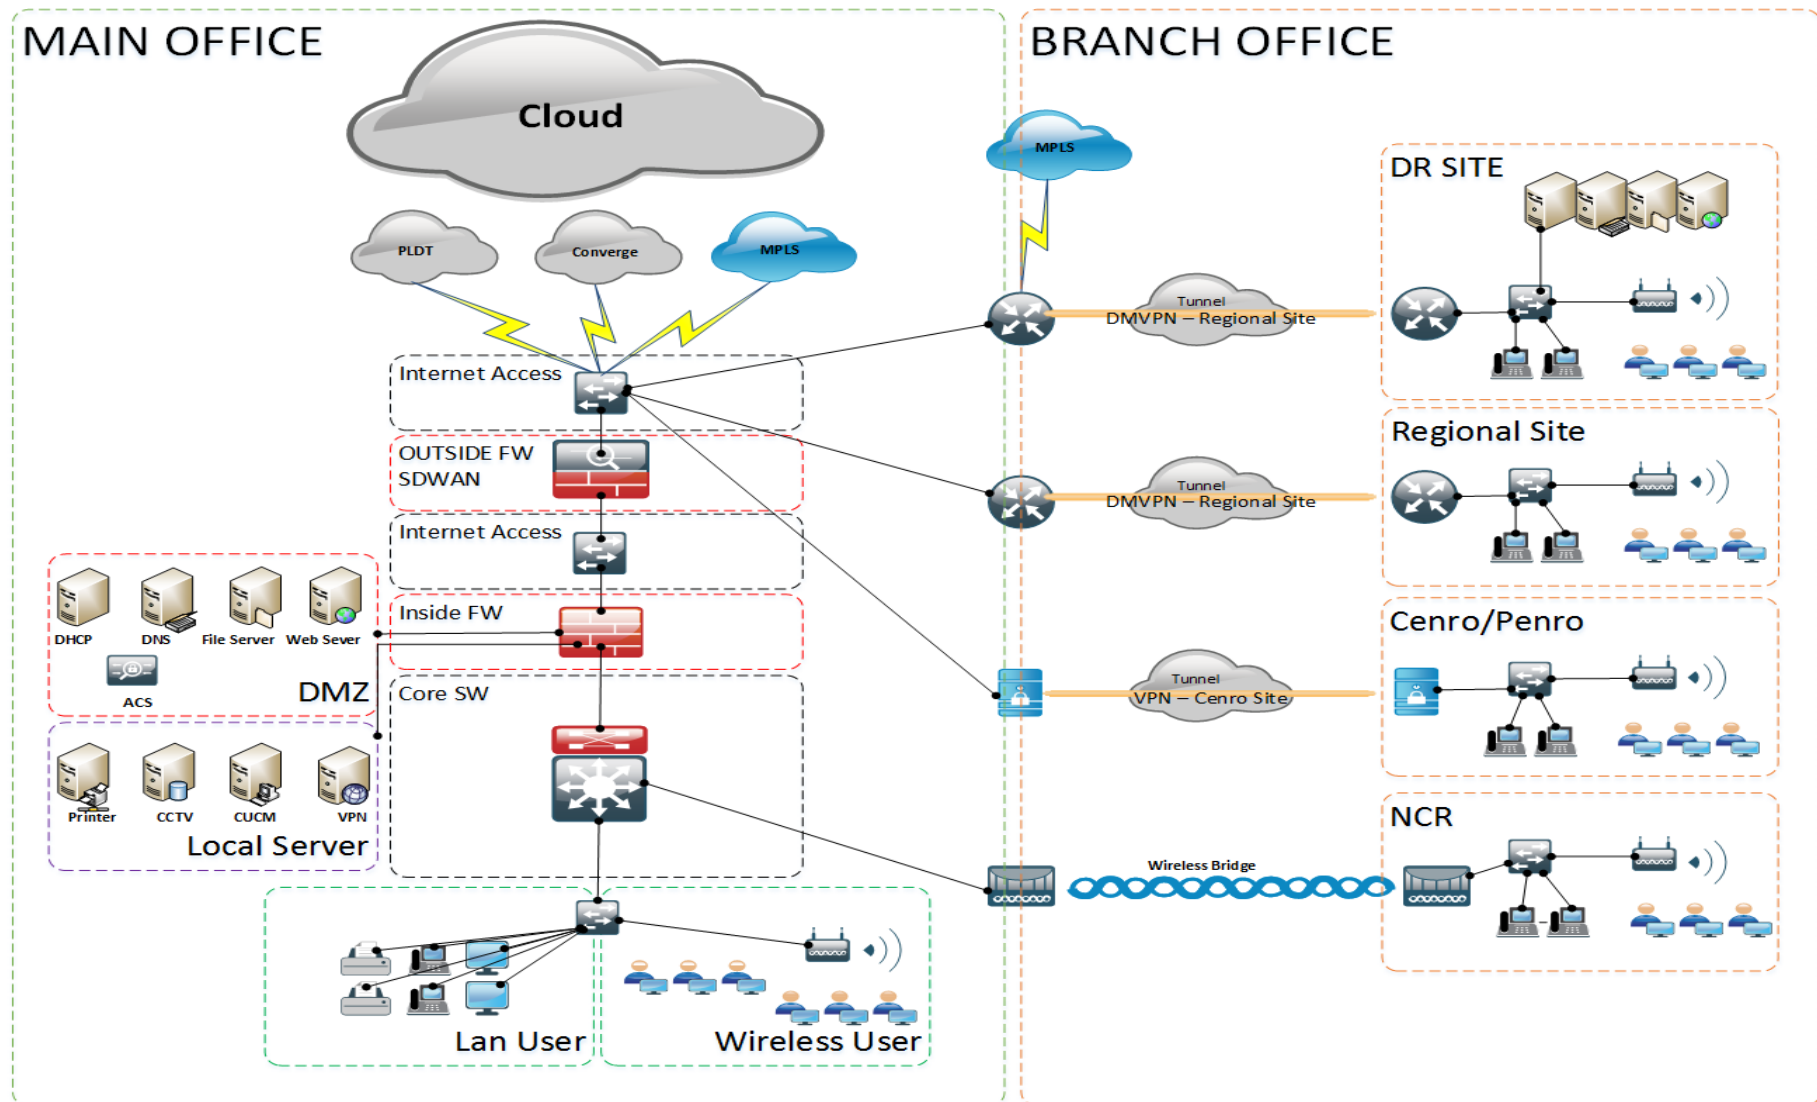 MAIN OFFICE
Cloud
PLDT
Converge
MPLS
Internet Access
OUTSIDE FW
SDWAN
Internet Access
Inside FW
Core SW
DHCP
DNS
File Server
Web Sever
ACS
DMZ
Printer
CCTV
CUCM
VPN
Local Server
Lan User
Wireless User
BRANCH OFFICE
MPLS
Tunnel
DMVPN – Regional Site
DR SITE
Tunnel
DMVPN – Regional Site
Regional Site
Tunnel
VPN – Cenro Site
Cenro/Penro
Wireless Bridge
NCR